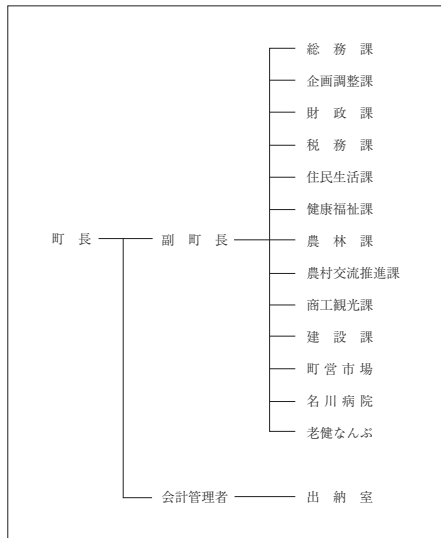 総務課
企画調整課
財政課
税務課
住民生活課
健康福祉課
町長 副町長 農林課
農村交流推進課
商工観光課
建設課
町営市場
名川病院
老健なんぶ
会計管理者 出納室